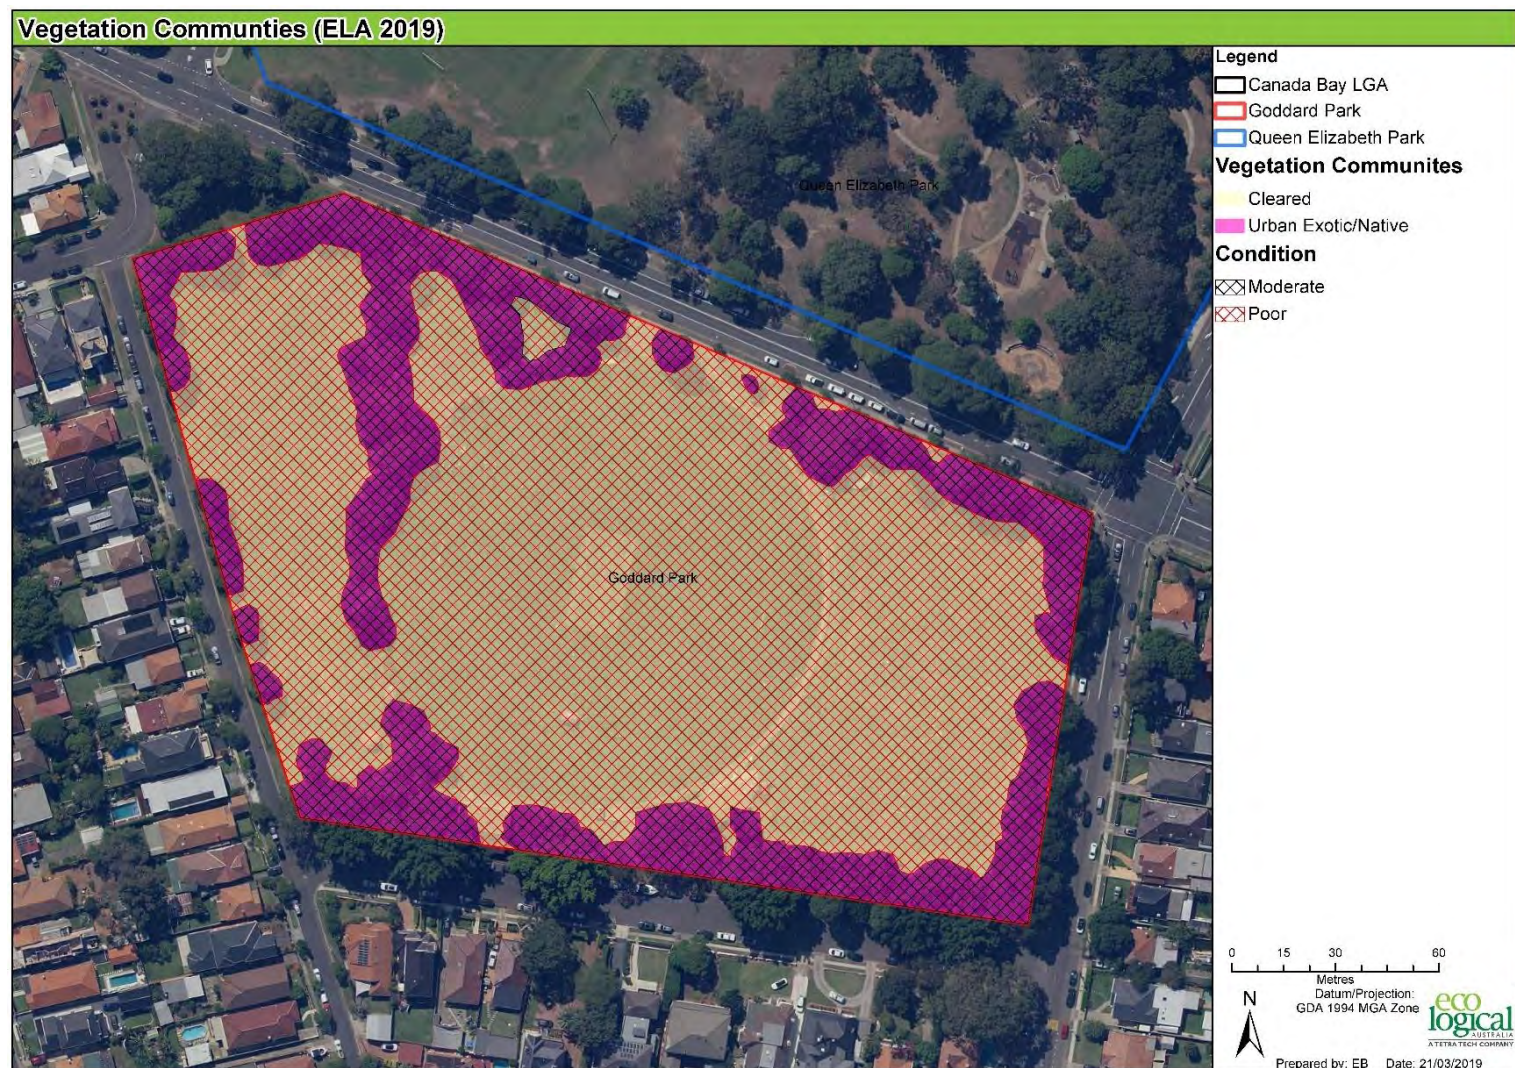 Vegetation Communties (ELA 2019)
Legend
Canada Bay LGA
Goddard Park
Queen Elizabeth Park
Vegetation Communites
Cleared
Urban Exotic/Native
Condition
Moderate
Poor
Queen Elizabeth Park
Goddard Park
0 15 30 60
Metres
Datum/Projection:
GDA 1994 MGA Zone
N
eco
logical
AUSTRALIA
A TETRA TECH COMPANY
Prepared by: EB Date: 21/03/2019